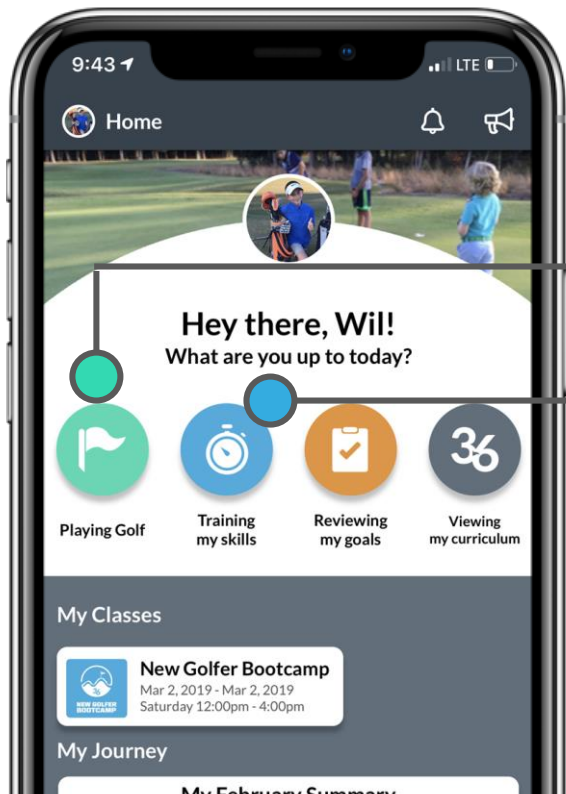 9:43
LTE
Home
Hey there, Wil!
What are you up to today?
36
Playing Golf
Training
my skills
Reviewing
my goals
Viewing
my curriculum
My Classes
New Golfer Bootcamp
Mar 2, 2019 - Mar 2, 2019
Saturday 12:00pm - 4:00pm
36
NEW GOLFER
BOOTCAMP
My Journey
My February Summary